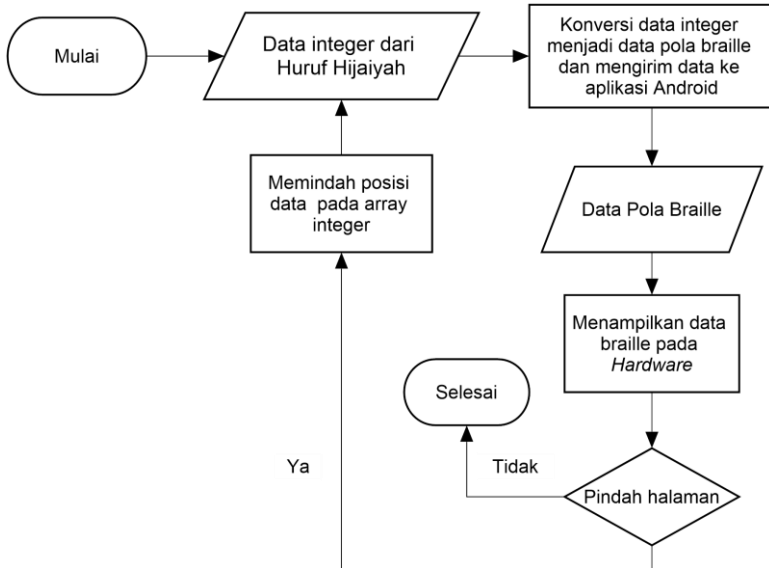 Mulai
Data integer dari
Huruf Hijaiyah
Konversi data integer
menjadi data pola braille
dan mengirim data ke
aplikasi Android
Memindah posisi
data pada array
integer
Data Pola Braille
Menampilkan data
braille pada
Hardware
Selesai
Ya
Tidak
Pindah halaman